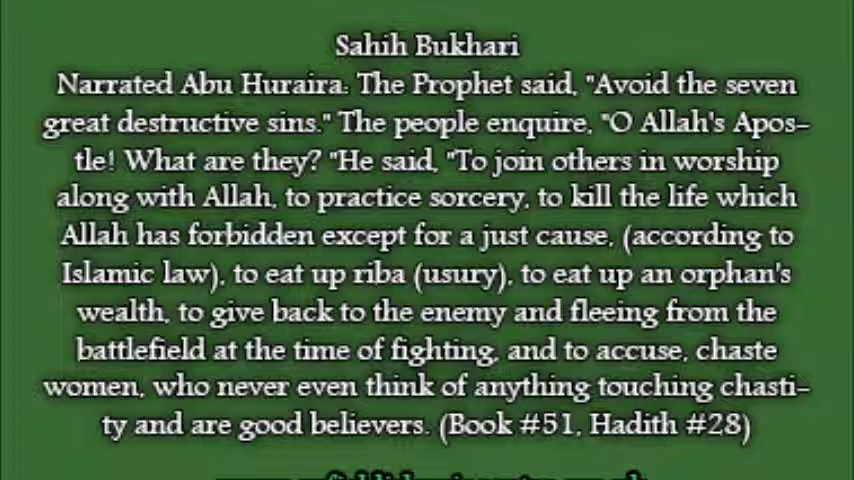 Sahih Bukhari
Narrated Abu Huraira: The Prophet said, "Avoid the seven
great destructive sins." The people enquire, "O Allah's Apos-
tle! What are they? "He said, "To join others in worship
along with Allah, to practice sorcery, to kill the life which
Allah has forbidden except for a just cause, (according to
Islamic law), to eat up riba (usury), to eat up an orphan's
wealth, to give back to the enemy and fleeing from the
battlefield at the time of fighting, and to accuse, chaste
women, who never even think of anything touching chasti-
ty and are good believers. (Book #51, Hadith #28)